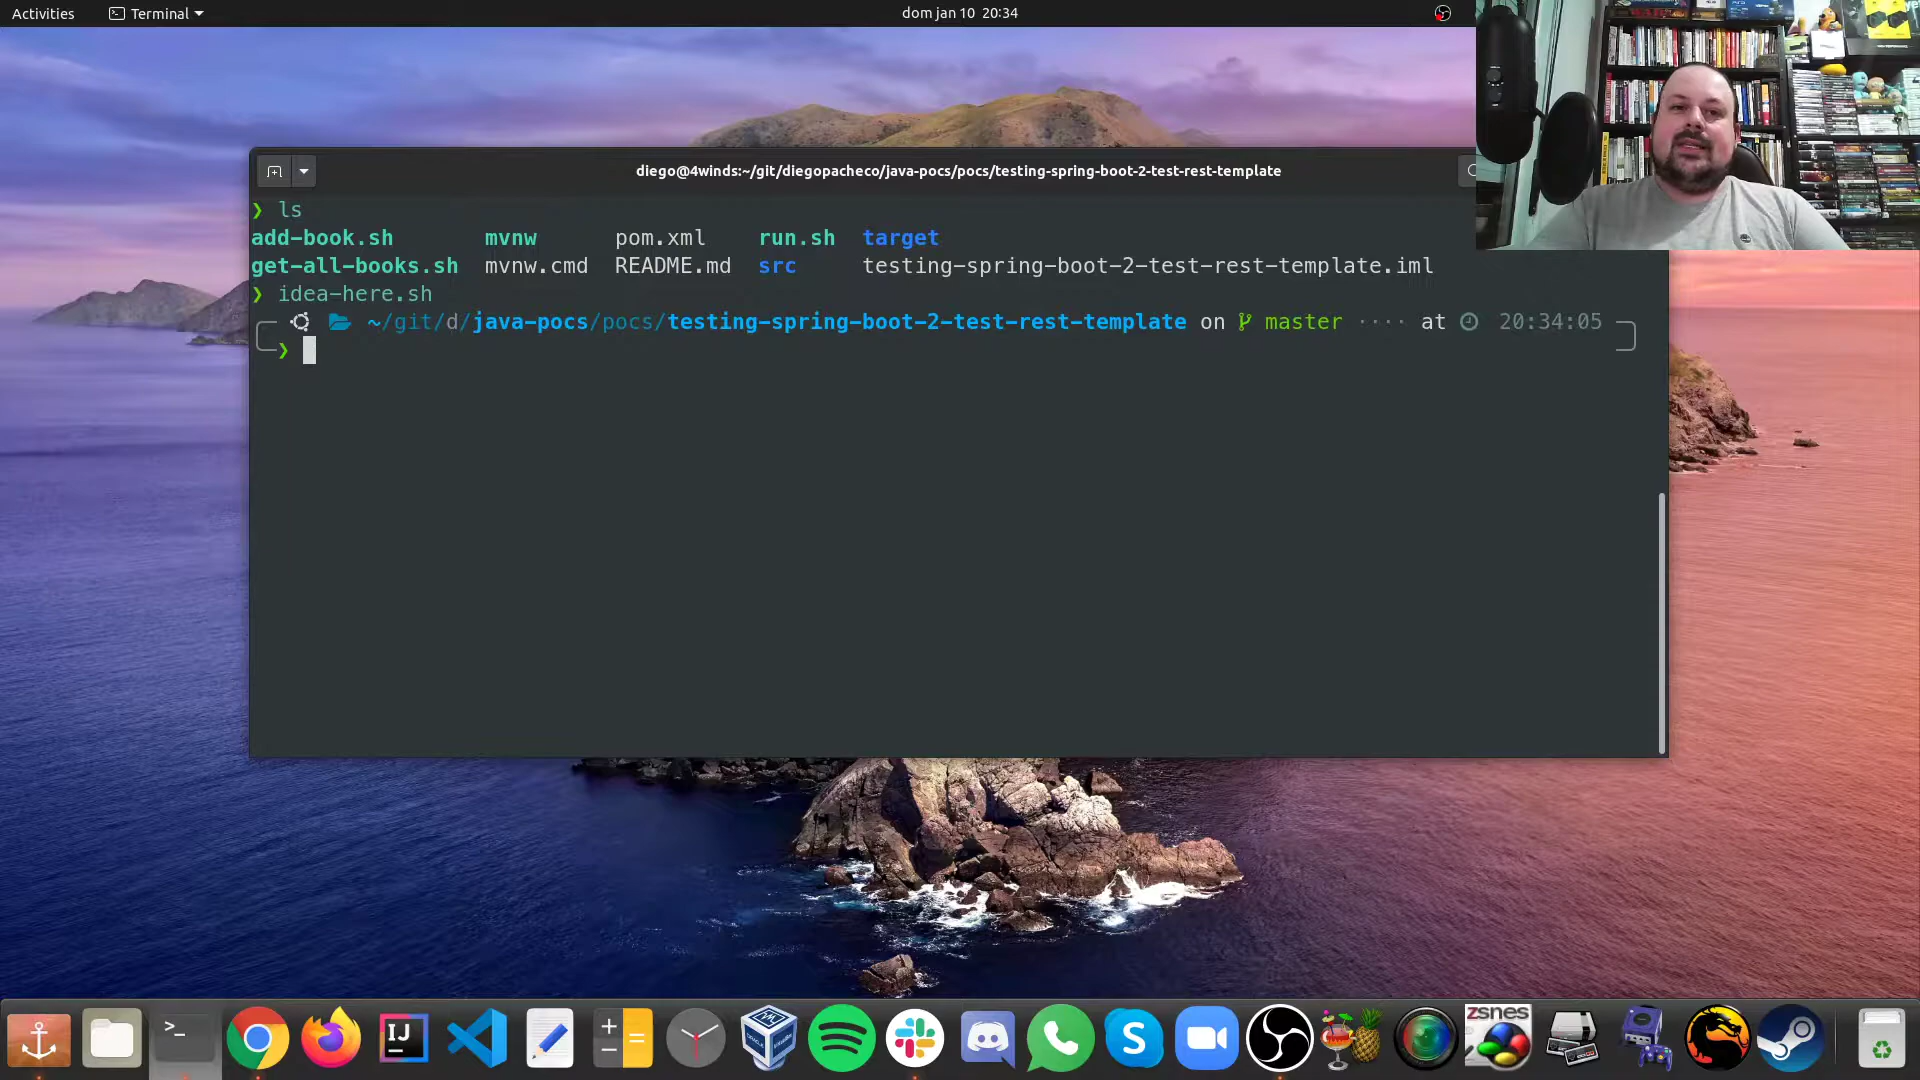 Activities
Terminal
dom jan 10 20:34
diego@4winds:~/git/diegopacheco/java-pocs/pocs/testing-spring-boot-2-test-rest-template
❯ ls
add-book.sh mvnw pom.xml run.sh target
get-all-books.sh mvnw.cmd README.md src testing-spring-boot-2-test-rest-template.iml
❯ idea-here.sh
~/git/d/java-pocs/pocs/testing-spring-boot-2-test-rest-template on master ···· at 20:34:05
❯
>_
IJ
zsnes